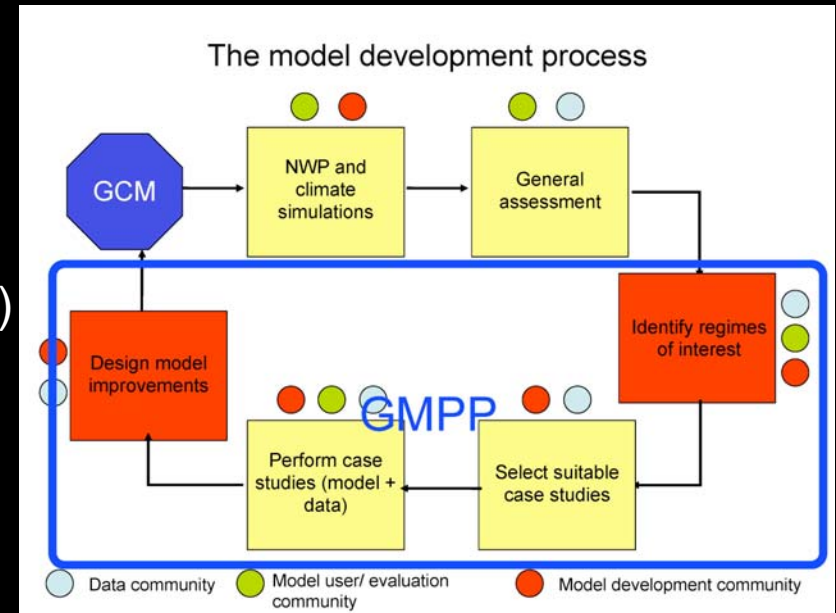 The model development process
GCM
NWP and
climate
simulations
General
assessment
)
Identify regimes
of interest
Design model
improvements
GMPP
Perform case
studies (model +
data)
Select suitable
case studies
Data community
Model user/ evaluation
community
Model development community